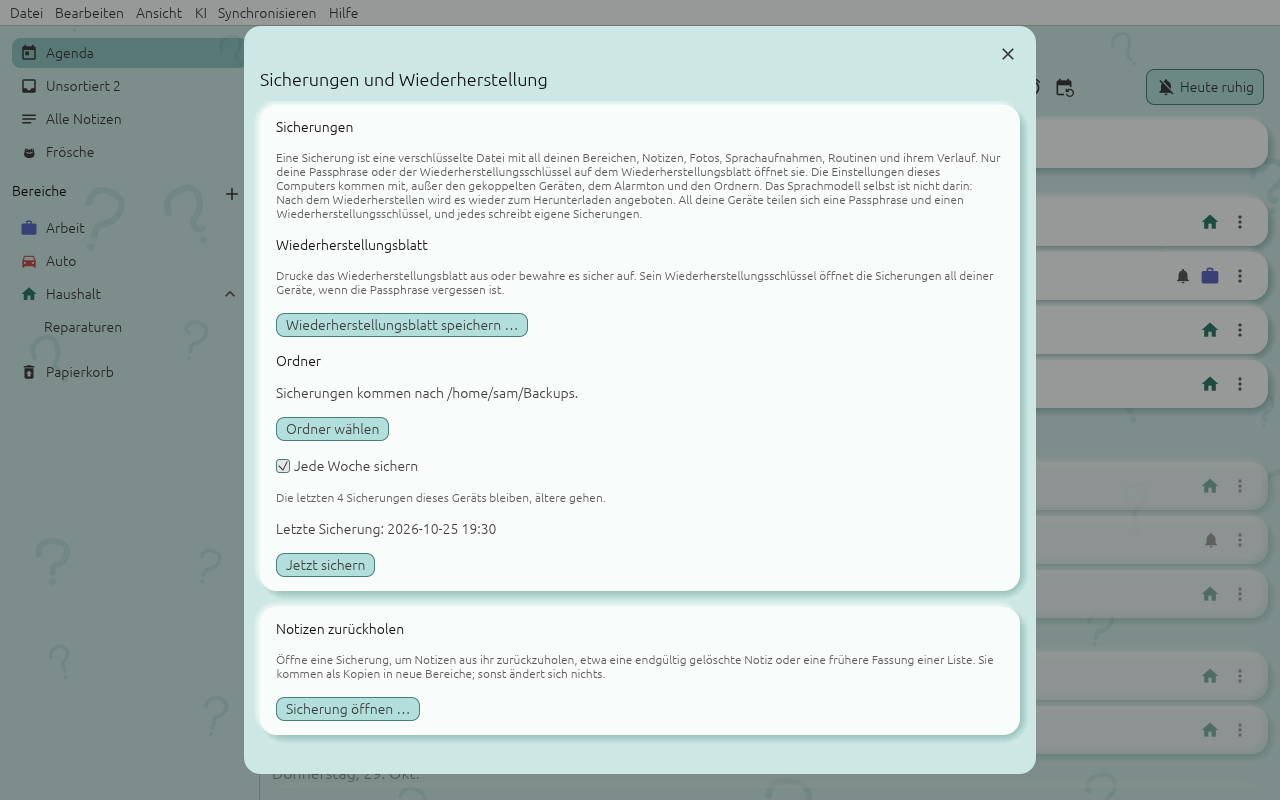 Datei Bearbeiten Ansicht KI Synchronisieren Hilfe
Agenda
Unsortiert 2
Alle Notizen
Frösche
Bereiche
Arbeit
Auto
Haushalt
Reparaturen
Papierkorb
Heute ruhig
Sicherungen und Wiederherstellung
Sicherungen
Eine Sicherung ist eine verschlüsselte Datei mit all deinen Bereichen, Notizen, Fotos, Sprachaufnahmen, Routinen und ihrem Verlauf. Nur
deine Passphrase oder der Wiederherstellungsschlüssel auf dem Wiederherstellungsblatt öffnet sie. Die Einstellungen dieses
Computers kommen mit, außer den gekoppelten Geräten, dem Alarmton und den Ordnern. Das Sprachmodell selbst ist nicht darin:
Nach dem Wiederherstellen wird es wieder zum Herunterladen angeboten. All deine Geräte teilen sich eine Passphrase und einen
Wiederherstellungsschlüssel, und jedes schreibt eigene Sicherungen.
Wiederherstellungsblatt
Drucke das Wiederherstellungsblatt aus oder bewahre es sicher auf. Sein Wiederherstellungsschlüssel öffnet die Sicherungen all deiner
Geräte, wenn die Passphrase vergessen ist.
Wiederherstellungsblatt speichern …
Ordner
Sicherungen kommen nach /home/sam/Backups.
Ordner wählen
Jede Woche sichern
Die letzten 4 Sicherungen dieses Geräts bleiben, ältere gehen.
Letzte Sicherung: 2026-10-25 19:30
Jetzt sichern
Notizen zurückholen
Öffne eine Sicherung, um Notizen aus ihr zurückzuholen, etwa eine endgültig gelöschte Notiz oder eine frühere Fassung einer Liste. Sie
kommen als Kopien in neue Bereiche; sonst ändert sich nichts.
Sicherung öffnen …
Donnerstag, 29. Okt.